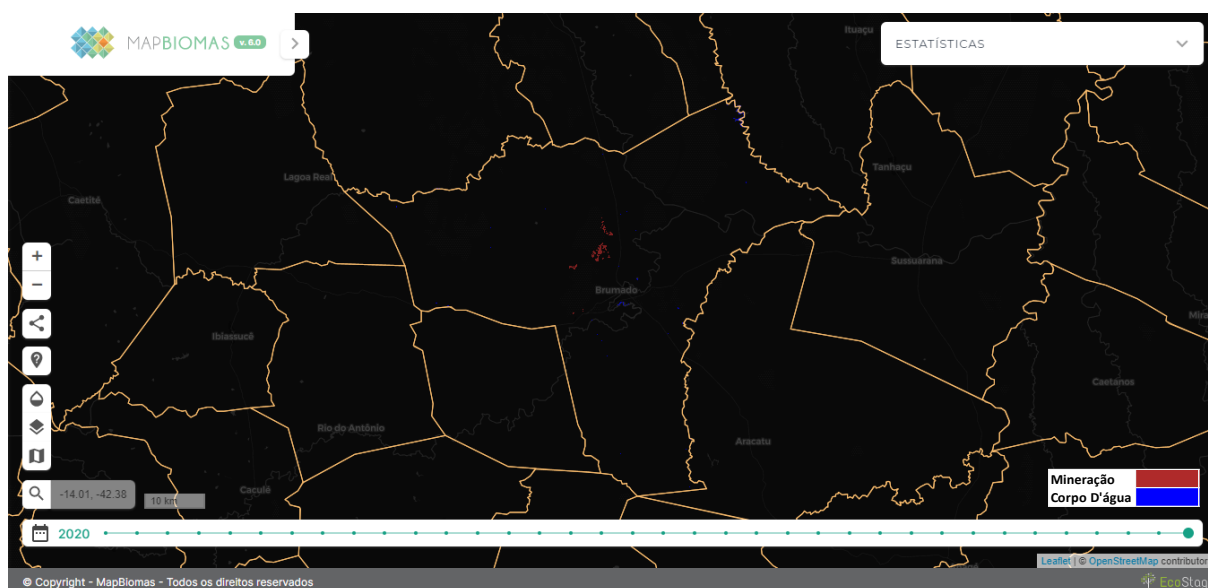 MAPBIOMAS v. 6.0
ESTATÍSTICAS
Ituaçu
Tanhaçu
Lagoa Real
Caetité
Sussuarana
Brumado
Ibiassucê
Caetanos
Rio do Antônio
Aracatu
Caculé
Mineração
Corpo D'água
-14.01, -42.38
10 km
2020
Leaflet | © OpenStreetMap contributor
© Copyright - MapBiomas - Todos os direitos reservados
EcoStag